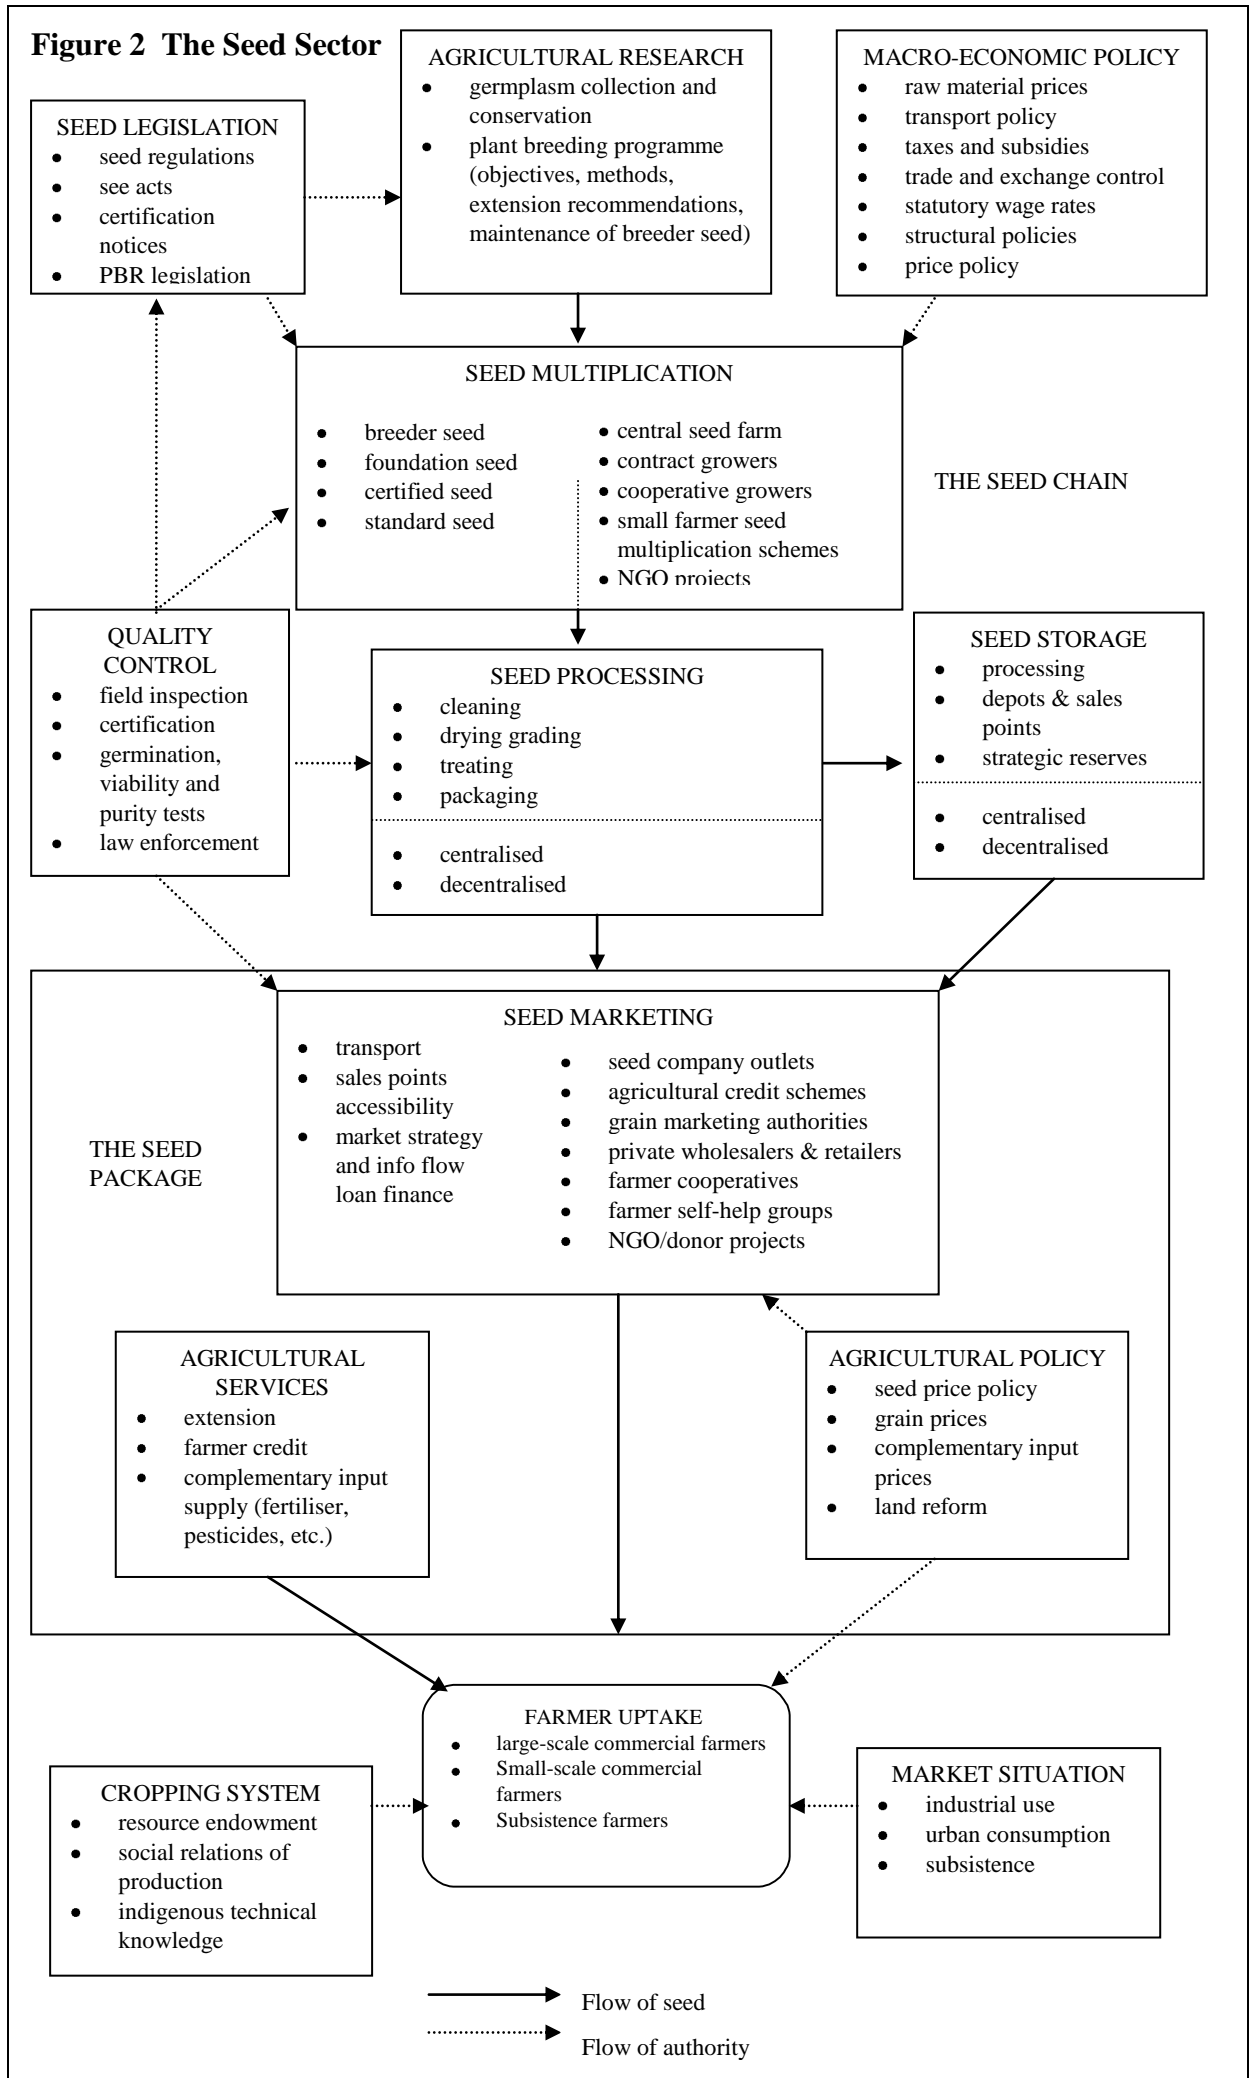 Figure 2  The Seed Sector
AGRICULTURAL RESEARCH
• germplasm collection and
conservation
• plant breeding programme
(objectives, methods,
extension recommendations,
maintenance of breeder seed)
MACRO-ECONOMIC POLICY
• raw material prices
• transport policy
• taxes and subsidies
• trade and exchange control
• statutory wage rates
• structural policies
• price policy
SEED LEGISLATION
• seed regulations
• see acts
• certification
notices
• PBR legislation
SEED MULTIPLICATION
• breeder seed
• foundation seed
• certified seed
• standard seed
• central seed farm
• contract growers
• cooperative growers
• small farmer seed
multiplication schemes
• NGO projects
THE SEED CHAIN
QUALITY
CONTROL
• field inspection
• certification
• germination,
viability and
purity tests
• law enforcement
SEED PROCESSING
• cleaning
• drying grading
• treating
• packaging
• centralised
• decentralised
SEED STORAGE
• processing
• depots & sales
points
• strategic reserves
• centralised
• decentralised
SEED MARKETING
• transport
• sales points
accessibility
• market strategy
and info flow
loan finance
• seed company outlets
• agricultural credit schemes
• grain marketing authorities
• private wholesalers & retailers
• farmer cooperatives
• farmer self-help groups
• NGO/donor projects
THE SEED
PACKAGE
AGRICULTURAL
SERVICES
• extension
• farmer credit
• complementary input
supply (fertiliser,
pesticides, etc.)
AGRICULTURAL POLICY
• seed price policy
• grain prices
• complementary input
prices
• land reform
FARMER UPTAKE
• large-scale commercial farmers
• Small-scale commercial
farmers
• Subsistence farmers
CROPPING SYSTEM
• resource endowment
• social relations of
production
• indigenous technical
knowledge
MARKET SITUATION
• industrial use
• urban consumption
• subsistence
Flow of seed
Flow of authority